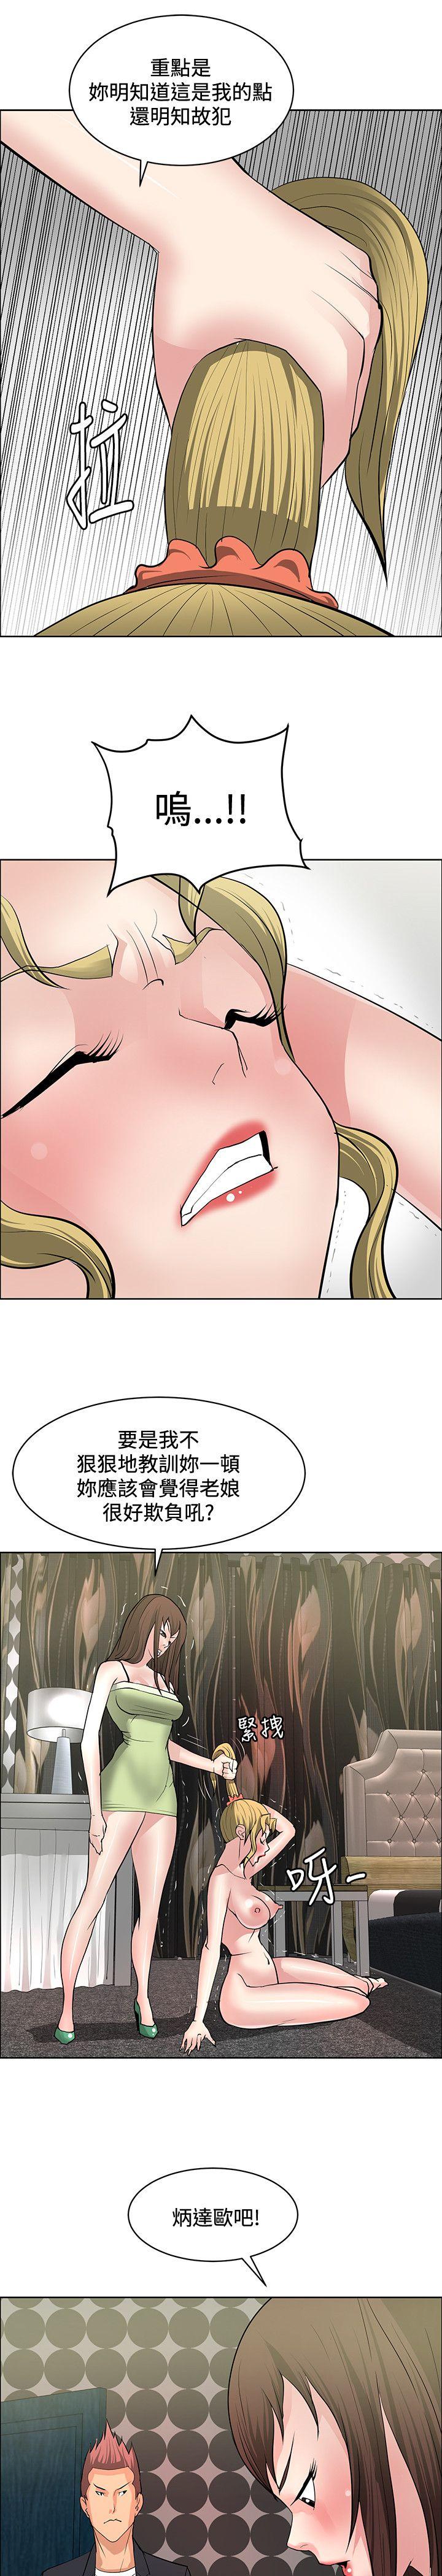 重點是
妳明知道這是我的點
還明知故犯
拉
嗚...!!
要是我不
狠狠地教訓妳一頓
妳應該會覺得老娘
很好欺負吼?
緊拽
呀-
炳達歐吧!